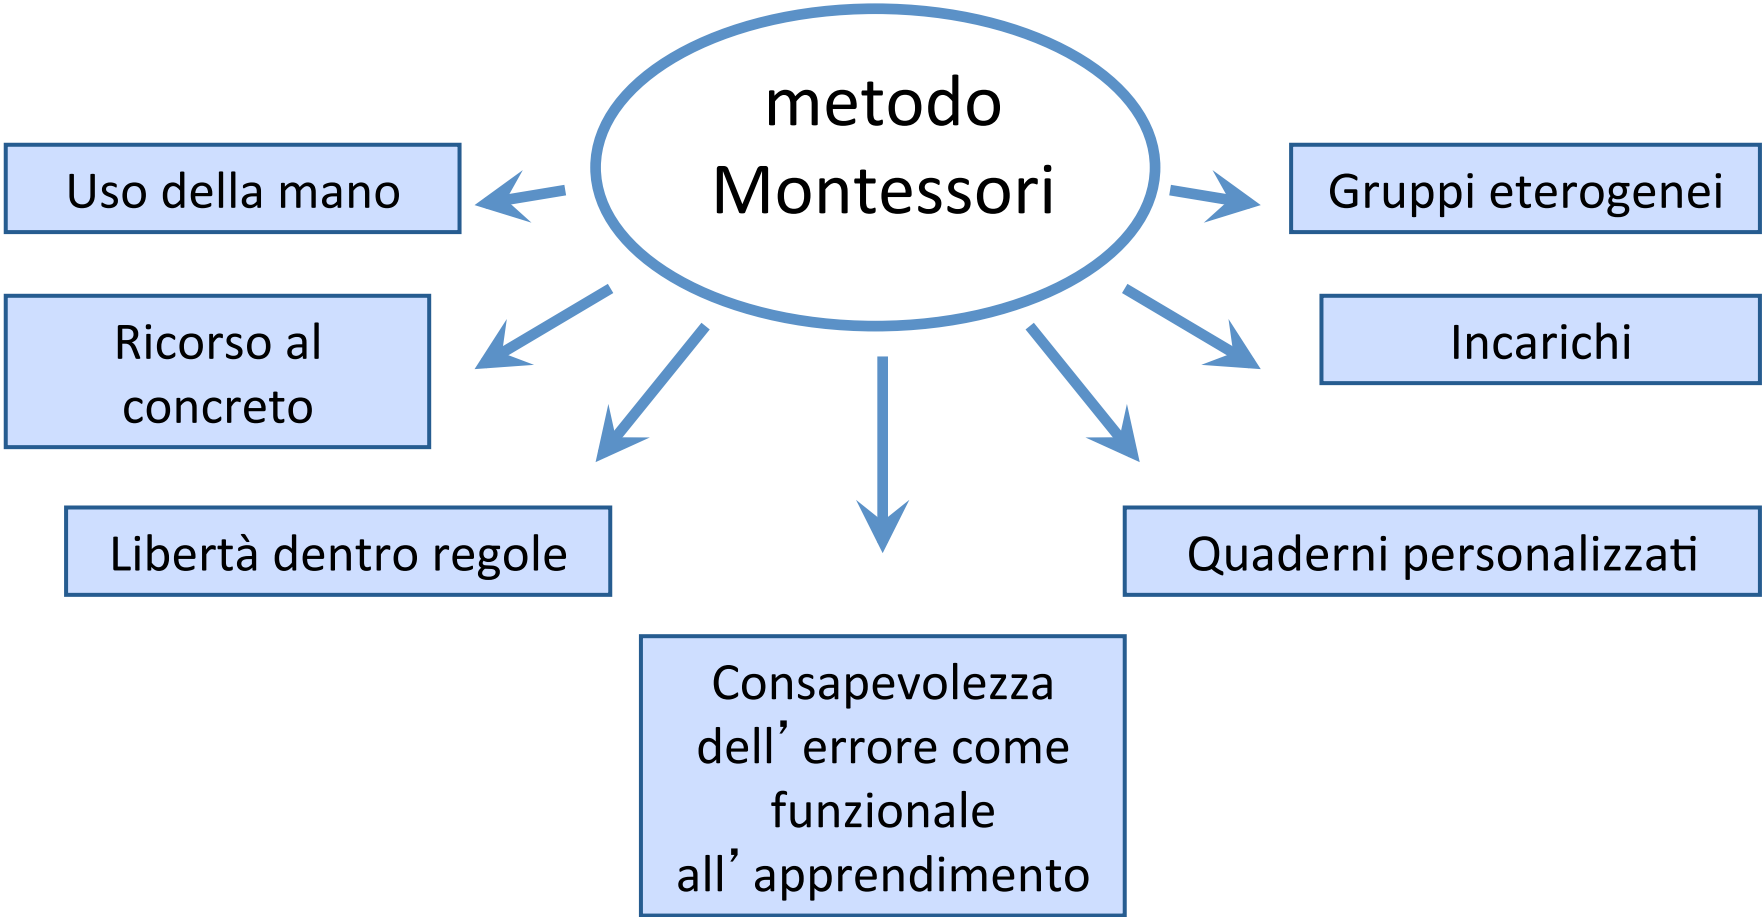 metodo
Montessori
Uso della mano
Gruppi eterogenei
Ricorso al
concreto
Incarichi
Libertà dentro regole
Quaderni personalizzati
Consapevolezza
dell’ errore come
funzionale
all’ apprendimento